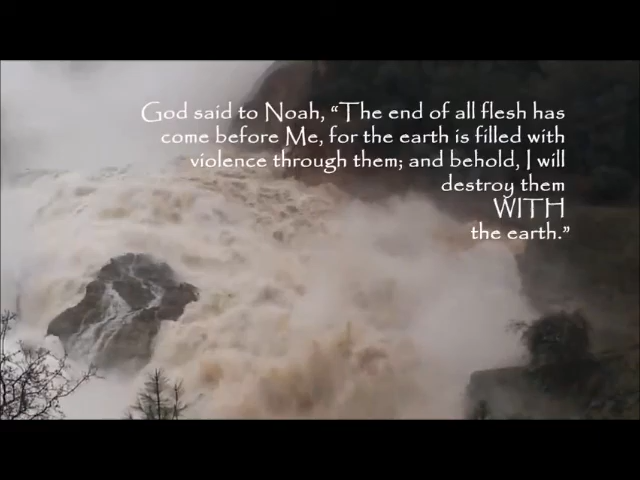 God said to Noah, “The end of all flesh has
come before Me, for the earth is filled with
violence through them; and behold, I will
destroy them
WITH
the earth.”